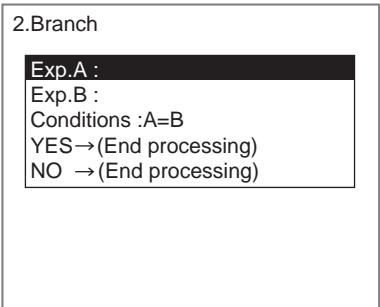 2.Branch
Exp.A :
Exp.B :
Conditions :A=B
YES→(End processing)
NO →(End processing)